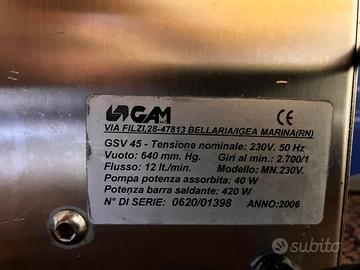 GAM
CE
VIA FILZI,28-47813 BELLARIA/IGEA MARINA(RN)
GSV 45 - Tensione nominale: 230V. 50 Hz
Vuoto: 640 mm. Hg. Giri al min.: 2.700/1
Flusso: 12 lt./min. Modello: MN.230V.
Pompa potenza assorbita: 40 W
Potenza barra saldante: 420 W
N° DI SERIE: 0620/01398 ANNO:2006
subito